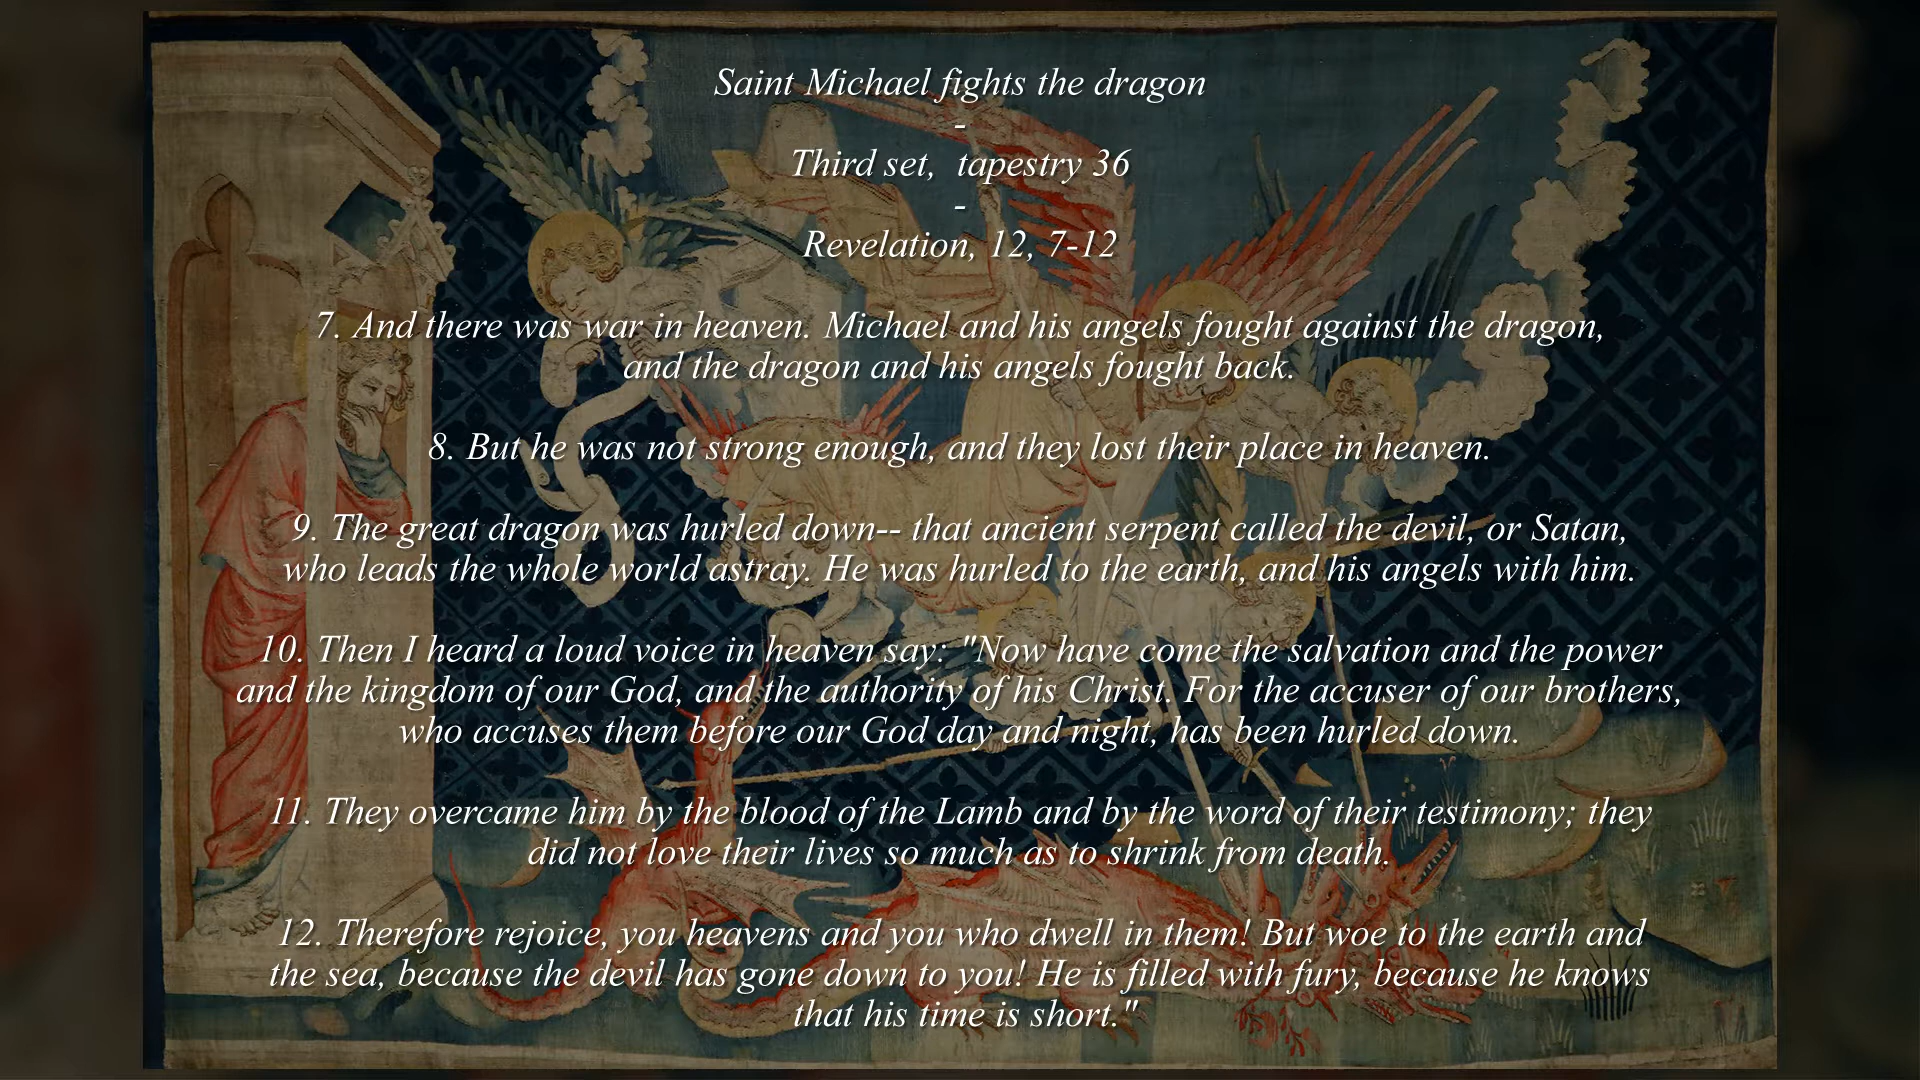 Saint Michael fights the dragon
-
Third set, tapestry 36
-
Revelation, 12, 7-12
7. And there was war in heaven. Michael and his angels fought against the dragon,
and the dragon and his angels fought back.
8. But he was not strong enough, and they lost their place in heaven.
9. The great dragon was hurled down-- that ancient serpent called the devil, or Satan,
who leads the whole world astray. He was hurled to the earth, and his angels with him.
10. Then I heard a loud voice in heaven say: "Now have come the salvation and the power
and the kingdom of our God, and the authority of his Christ. For the accuser of our brothers,
who accuses them before our God day and night, has been hurled down.
11. They overcame him by the blood of the Lamb and by the word of their testimony; they
did not love their lives so much as to shrink from death.
12. Therefore rejoice, you heavens and you who dwell in them! But woe to the earth and
the sea, because the devil has gone down to you! He is filled with fury, because he knows
that his time is short."